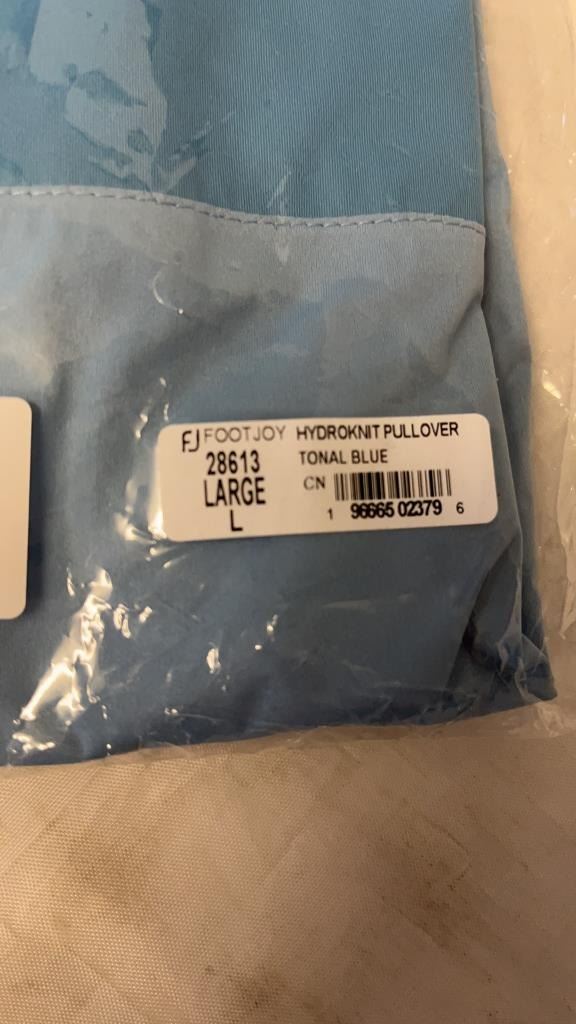 FJ FOOTJOY HYDROKNIT PULLOVER
28613 TONAL BLUE
LARGE CN
L 1 96665 02379 6